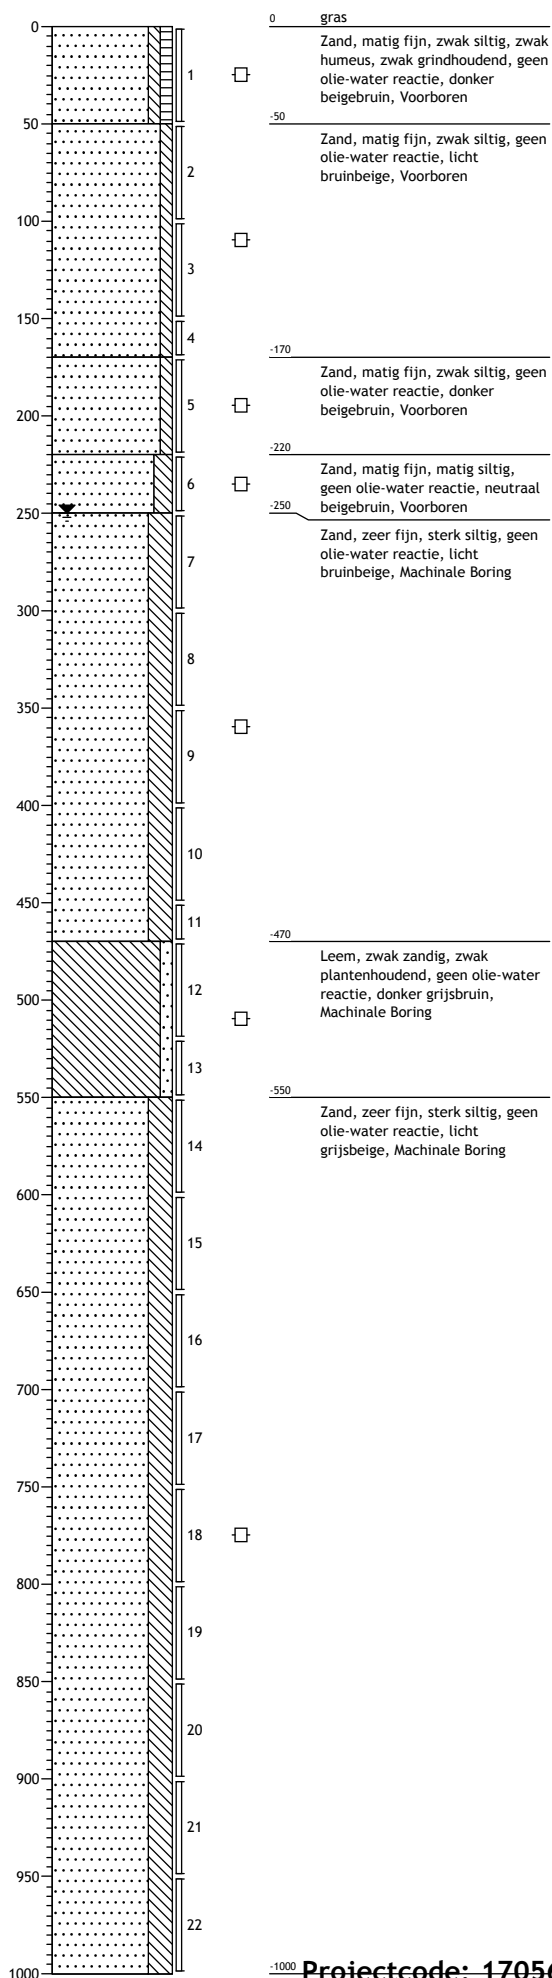 0
0 gras
Zand, matig fijn, zwak siltig, zwak
humeus, zwak grindhoudend, geen
olie-water reactie, donker
beigebruin, Voorboren
1
50
-50
Zand, matig fijn, zwak siltig, geen
olie-water reactie, licht
bruinbeige, Voorboren
2
100
3
150
4
-170
Zand, matig fijn, zwak siltig, geen
olie-water reactie, donker
beigebruin, Voorboren
5
200
-220
Zand, matig fijn, matig siltig,
geen olie-water reactie, neutraal
beigebruin, Voorboren
6
250
-250
Zand, zeer fijn, sterk siltig, geen
olie-water reactie, licht
bruinbeige, Machinale Boring
7
300
8
350
9
400
10
450
11
-470
Leem, zwak zandig, zwak
plantenhoudend, geen olie-water
reactie, donker grijsbruin,
Machinale Boring
12
500
13
550
-550
Zand, zeer fijn, sterk siltig, geen
olie-water reactie, licht
grijsbeige, Machinale Boring
14
600
15
650
16
700
17
750
18
800
19
850
20
900
21
950
22
1000
-1000
Projectcode: